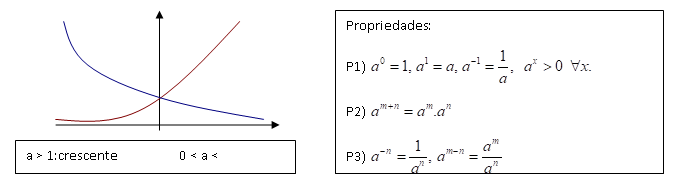 a > 1:crescente 0 < a <
Propriedades:
P1) a⁰ = 1, a¹ = a, a⁻¹ = 1/a, aˣ > 0 ∀x.
P2) aᵐ⁺ⁿ = aᵐ.aⁿ
P3) a⁻ⁿ = 1/aⁿ, aᵐ⁻ⁿ = aᵐ/aⁿ